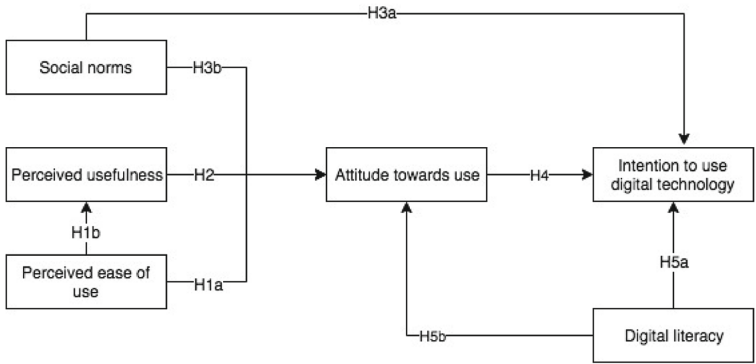 H3a
Social norms
H3b
Perceived usefulness
H2
Attitude towards use
H4
Intention to use
digital technology
H1b
Perceived ease of
use
H1a
H5a
H5b
Digital literacy